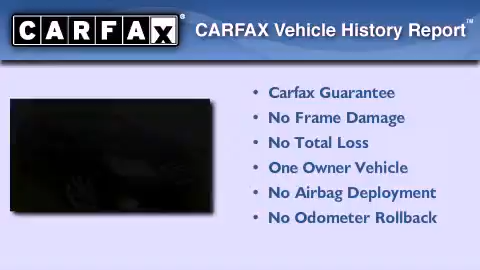 CARFAX® CARFAX Vehicle History Report™
• Carfax Guarantee
• No Frame Damage
• No Total Loss
• One Owner Vehicle
• No Airbag Deployment
• No Odometer Rollback